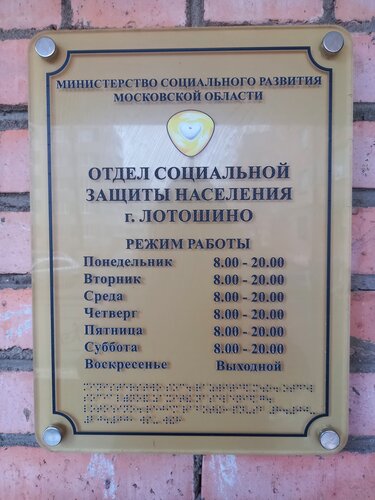 МИНИСТЕРСТВО СОЦИАЛЬНОГО РАЗВИТИЯ
МОСКОВСКОЙ ОБЛАСТИ
ОТДЕЛ СОЦИАЛЬНОЙ
ЗАЩИТЫ НАСЕЛЕНИЯ
г. ЛОТОШИНО
РЕЖИМ РАБОТЫ
Понедельник 8.00 - 20.00
Вторник 8.00 - 20.00
Среда 8.00 - 20.00
Четверг 8.00 - 20.00
Пятница 8.00 - 20.00
Суббота 8.00 - 20.00
Воскресенье Выходной